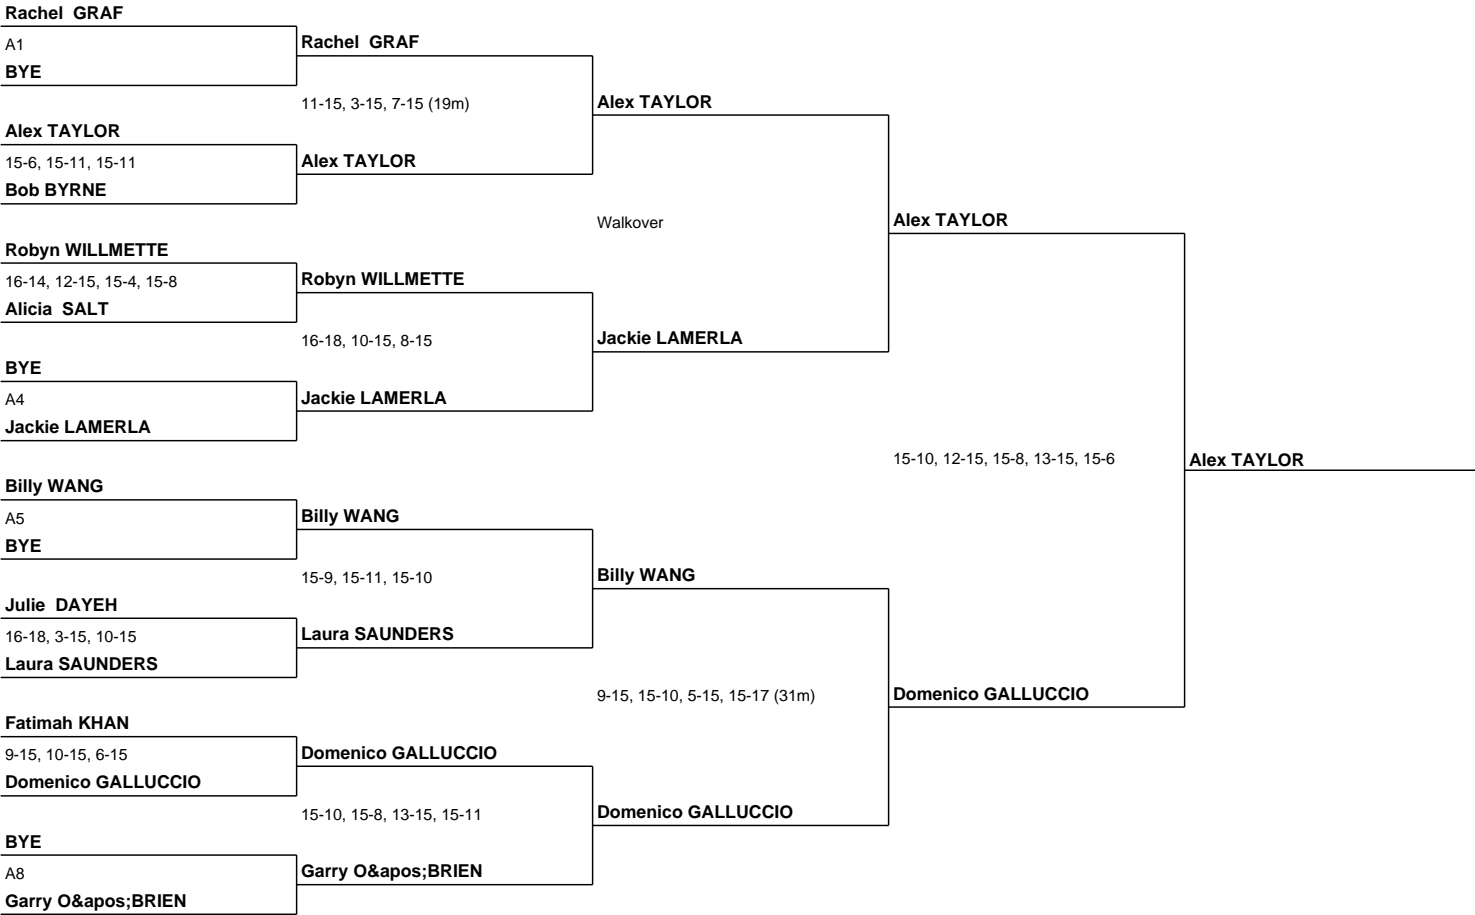 Rachel  GRAF
A1
BYE
Alex TAYLOR
15-6, 15-11, 15-11
Bob BYRNE
Robyn WILLMETTE
16-14, 12-15, 15-4, 15-8
Alicia  SALT
BYE
A4
Jackie LAMERLA
Billy WANG
A5
BYE
Julie  DAYEH
16-18, 3-15, 10-15
Laura SAUNDERS
Fatimah KHAN
9-15, 10-15, 6-15
Domenico GALLUCCIO
BYE
A8
Garry O&apos;BRIEN
Rachel  GRAF
11-15, 3-15, 7-15 (19m)
Alex TAYLOR
Robyn WILLMETTE
16-18, 10-15, 8-15
Jackie LAMERLA
Billy WANG
15-9, 15-11, 15-10
Laura SAUNDERS
Domenico GALLUCCIO
15-10, 15-8, 13-15, 15-11
Garry O&apos;BRIEN
Alex TAYLOR
Walkover
Jackie LAMERLA
Billy WANG
9-15, 15-10, 5-15, 15-17 (31m)
Domenico GALLUCCIO
Alex TAYLOR
15-10, 12-15, 15-8, 13-15, 15-6
Domenico GALLUCCIO
Alex TAYLOR